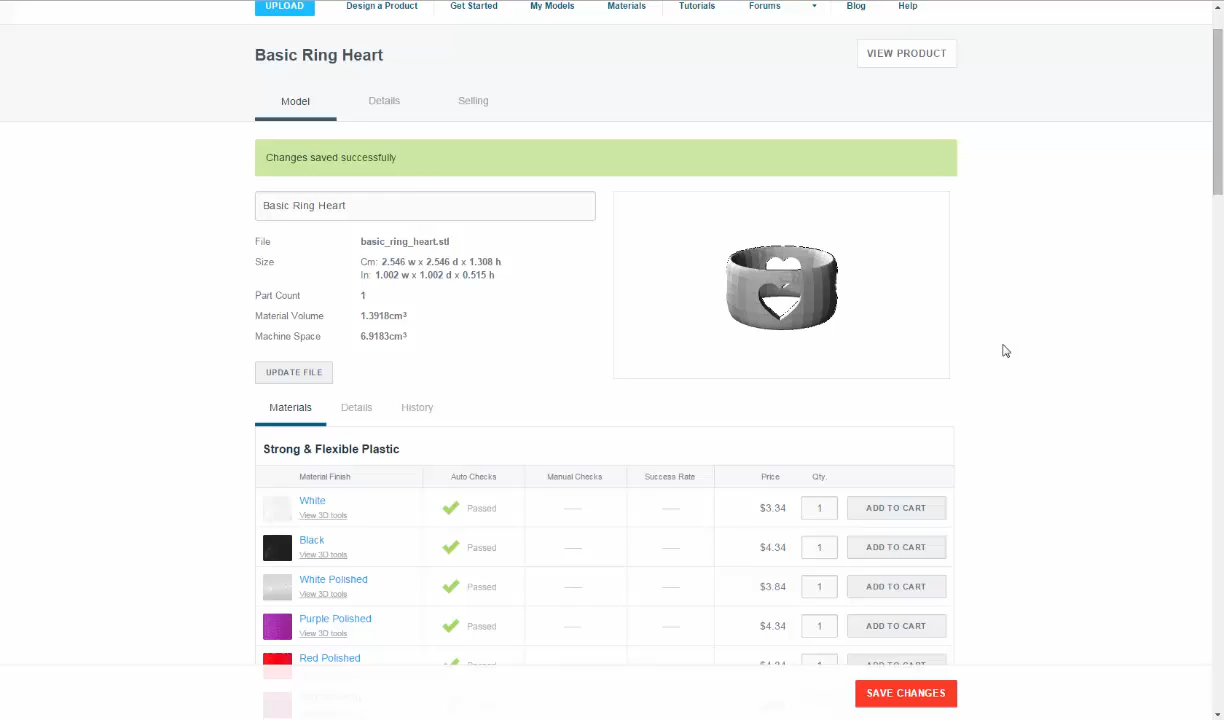 UPLOAD Design a Product Get Started My Models Materials Tutorials Forums Blog Help
Basic Ring Heart
VIEW PRODUCT
Model Details Selling
Changes saved successfully
Basic Ring Heart
File basic_ring_heart.stl
Size Cm: 2.546 w x 2.546 d x 1.308 h
In: 1.002 w x 1.002 d x 0.515 h
Part Count 1
Material Volume 1.3918cm³
Machine Space 6.9183cm³
UPDATE FILE
Materials Details History
Strong & Flexible Plastic
Material Finish Auto Checks Manual Checks Success Rate Price Qty.
White
View 3D tools
Passed $3.34 1 ADD TO CART
Black
View 3D tools
Passed $4.34 1 ADD TO CART
White Polished
View 3D tools
Passed $3.84 1 ADD TO CART
Purple Polished
View 3D tools
Passed $4.34 1 ADD TO CART
Red Polished
SAVE CHANGES